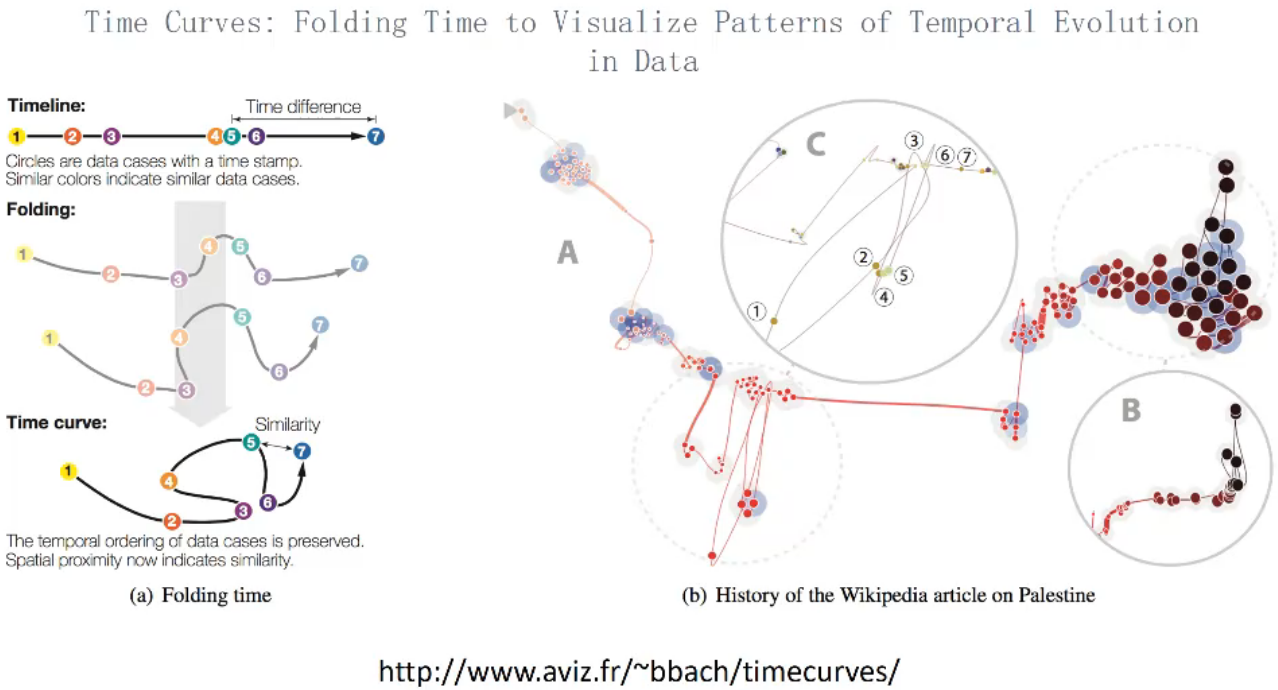 Time Curves: Folding Time to Visualize Patterns of Temporal Evolution
in Data
Timeline:
Time difference
1 2 3 4 5 6 7
Circles are data cases with a time stamp.
Similar colors indicate similar data cases.
Folding:
1 2 3 4 5 6 7
1 2 3 4 5 6 7
Time curve:
Similarity
1 2 3 4 5 6 7
The temporal ordering of data cases is preserved.
Spatial proximity now indicates similarity.
(a) Folding time
A
C
3
6 7
2
5
4
1
B
(b) History of the Wikipedia article on Palestine
http://www.aviz.fr/~bbach/timecurves/